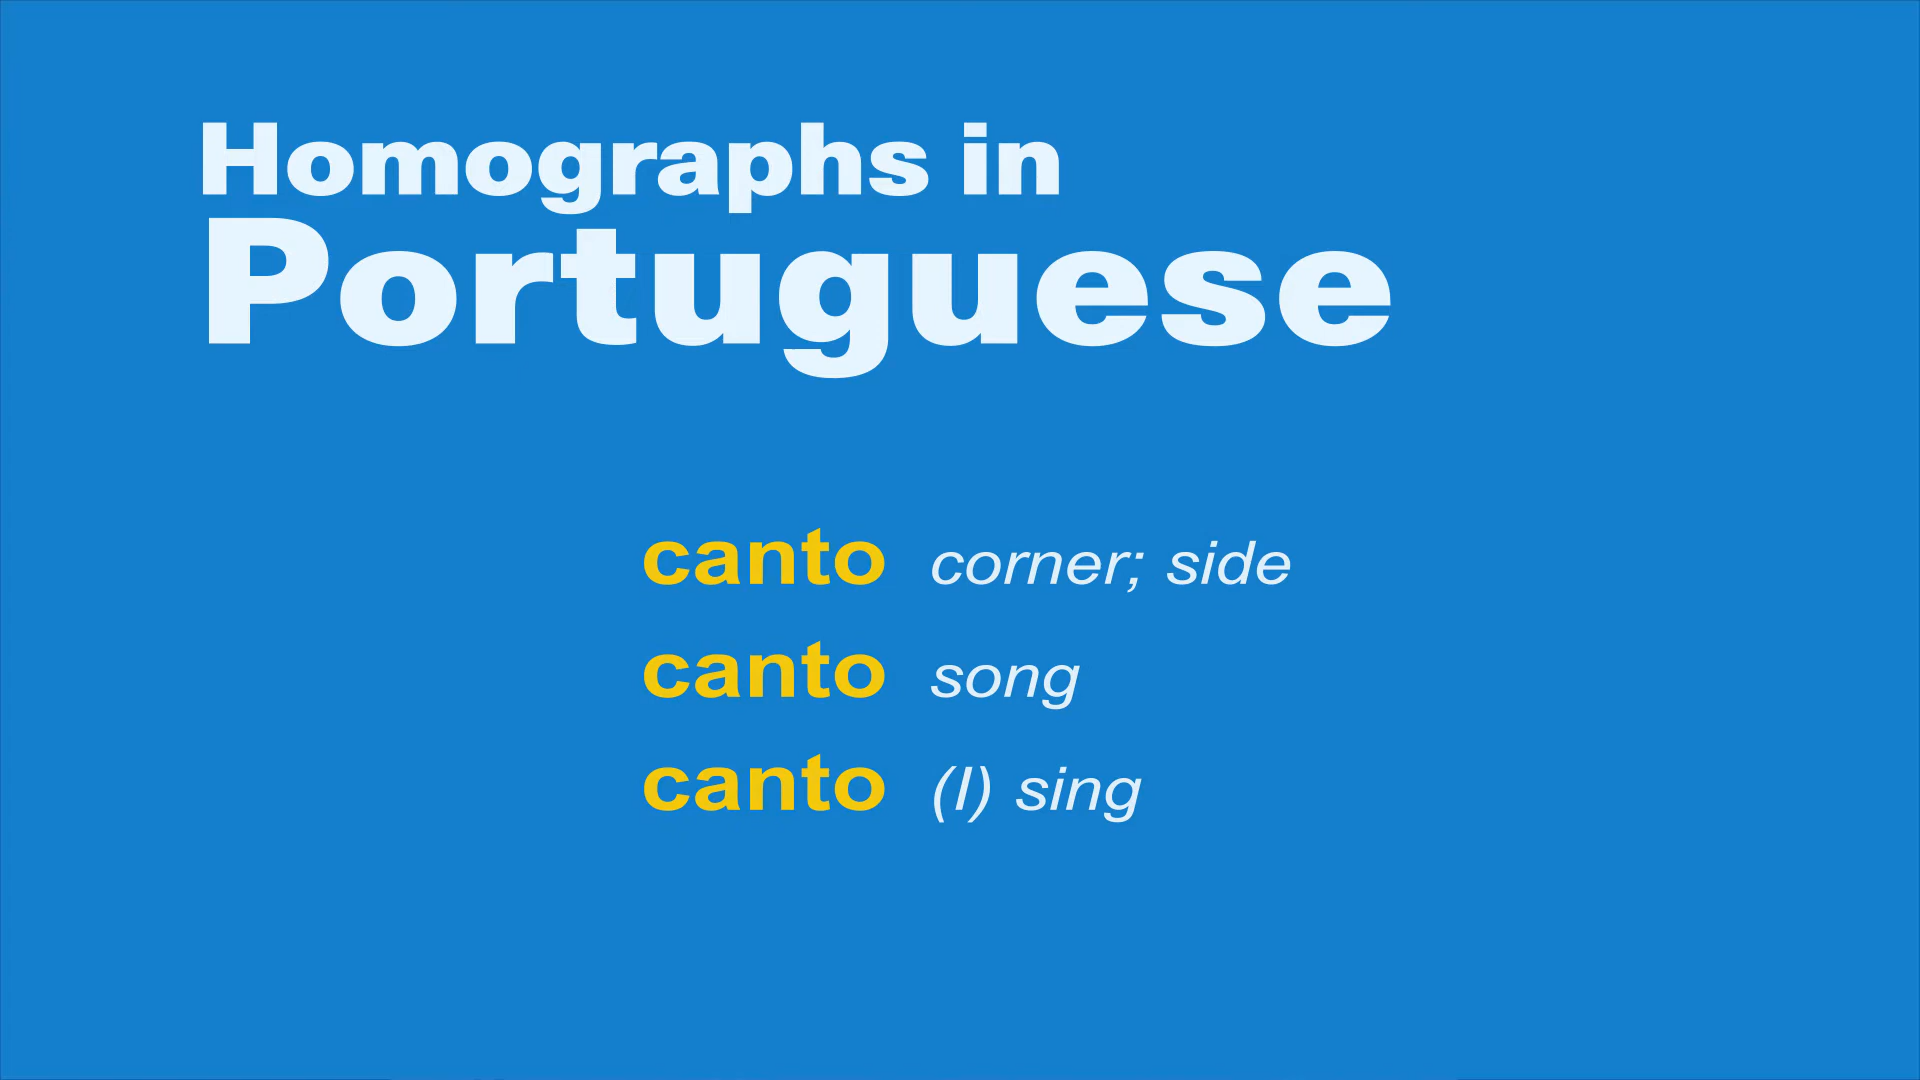 Homographs in
Portuguese
canto corner; side
canto song
canto (I) sing